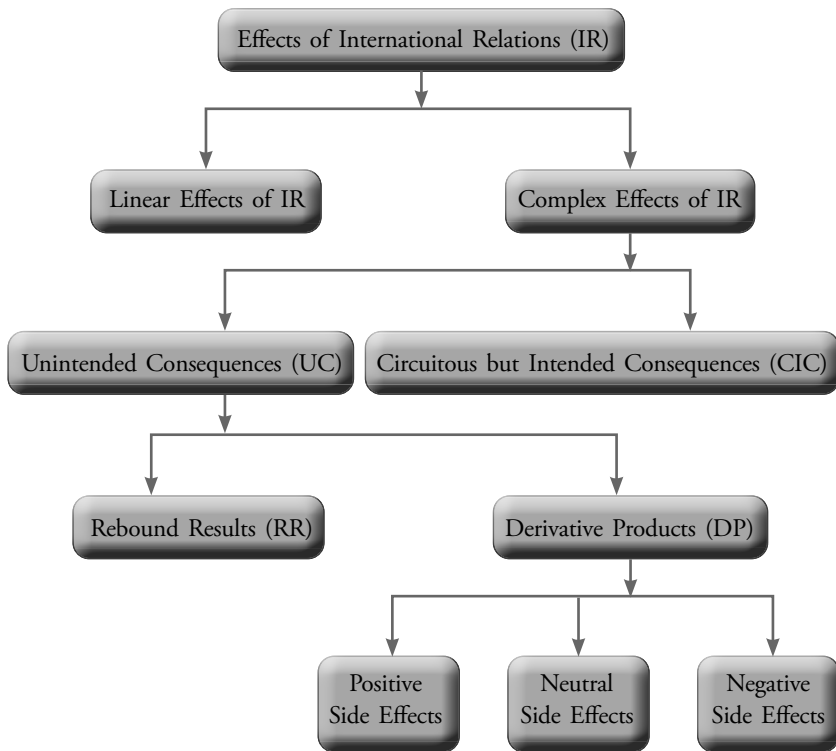 Effects of International Relations (IR)
Linear Effects of IR
Complex Effects of IR
Unintended Consequences (UC)
Circuitous but Intended Consequences (CIC)
Rebound Results (RR)
Derivative Products (DP)
Positive
Side Effects
Neutral
Side Effects
Negative
Side Effects